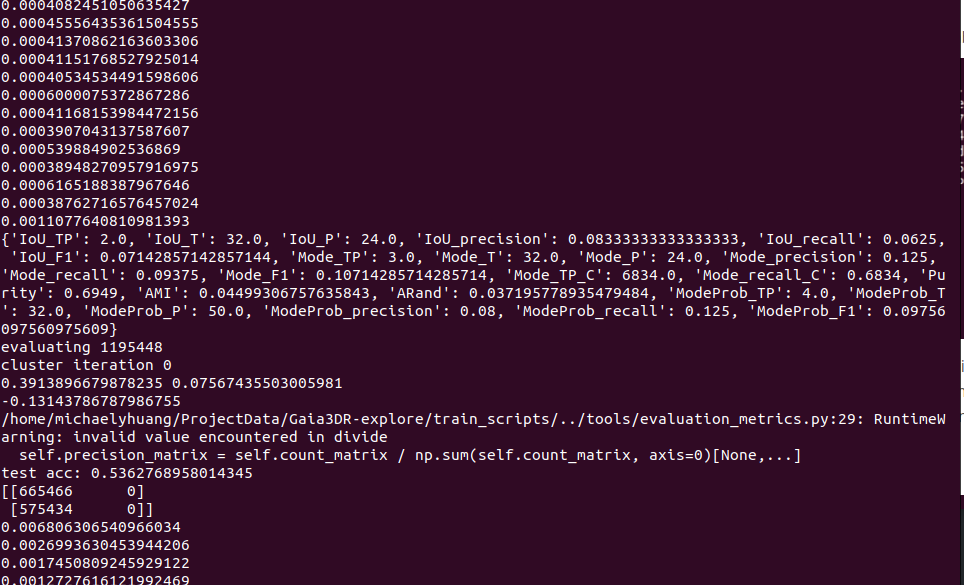 0.0004082451050635427
0.00045556435361504555
0.00041370862163603306
0.00041151768527925014
0.00040534534491598606
0.0006000075372867286
0.00041168153984472156
0.0003907043137587607
0.000539884902536869
0.00038948270957916975
0.0006165188387967646
0.00038762716576457024
0.0011077640810981393
{'IoU_TP': 2.0, 'IoU_T': 32.0, 'IoU_P': 24.0, 'IoU_precision': 0.08333333333333333, 'IoU_recall': 0.0625,
 'IoU_F1': 0.07142857142857144, 'Mode_TP': 3.0, 'Mode_T': 32.0, 'Mode_P': 24.0, 'Mode_precision': 0.125,
'Mode_recall': 0.09375, 'Mode_F1': 0.10714285714285714, 'Mode_TP_C': 6834.0, 'Mode_recall_C': 0.6834, 'Pu
rity': 0.6949, 'AMI': 0.04499306757635843, 'ARand': 0.037195778935479484, 'ModeProb_TP': 4.0, 'ModeProb_T
': 32.0, 'ModeProb_P': 50.0, 'ModeProb_precision': 0.08, 'ModeProb_recall': 0.125, 'ModeProb_F1': 0.09756
097560975609}
evaluating 1195448
cluster iteration 0
0.3913896679878235 0.07567435503005981
-0.13143786787986755
/home/michaelyhuang/ProjectData/Gaia3DR-explore/train_scripts/../tools/evaluation_metrics.py:29: RuntimeW
arning: invalid value encountered in divide
  self.precision_matrix = self.count_matrix / np.sum(self.count_matrix, axis=0)[None,...]
test acc: 0.5362768958014345
[[665466      0]
 [575434      0]]
0.006806306540966034
0.0026993630453944206
0.0017450809245929122
0.0012727616121992469